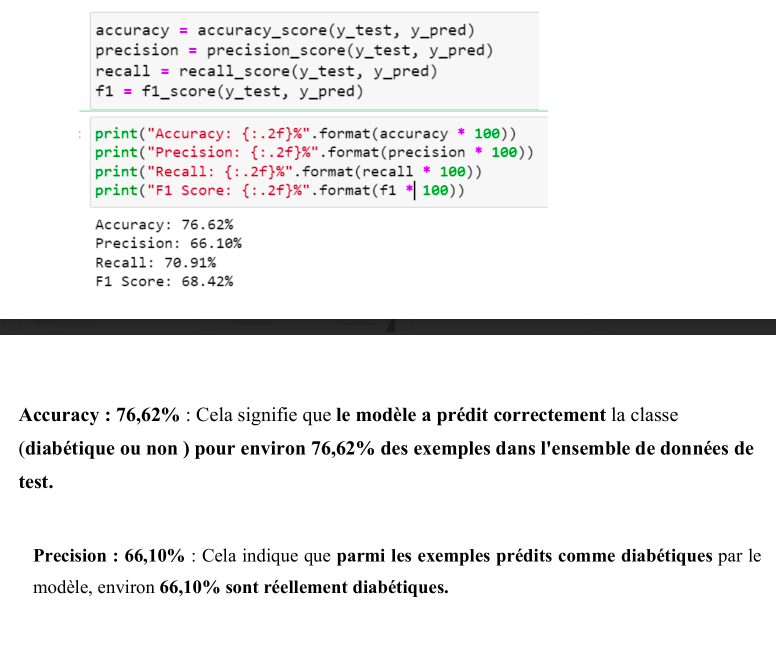 accuracy = accuracy_score(y_test, y_pred)
precision = precision_score(y_test, y_pred)
recall = recall_score(y_test, y_pred)
f1 = f1_score(y_test, y_pred)
: print("Accuracy: {:.2f}%".format(accuracy * 100))
print("Precision: {:.2f}%".format(precision * 100))
print("Recall: {:.2f}%".format(recall * 100))
print("F1 Score: {:.2f}%".format(f1 * 100))
Accuracy: 76.62%
Precision: 66.10%
Recall: 70.91%
F1 Score: 68.42%
Accuracy : 76,62% : Cela signifie que le modèle a prédit correctement la classe
(diabétique ou non ) pour environ 76,62% des exemples dans l'ensemble de données de
test.
Precision : 66,10% : Cela indique que parmi les exemples prédits comme diabétiques par le
modèle, environ 66,10% sont réellement diabétiques.